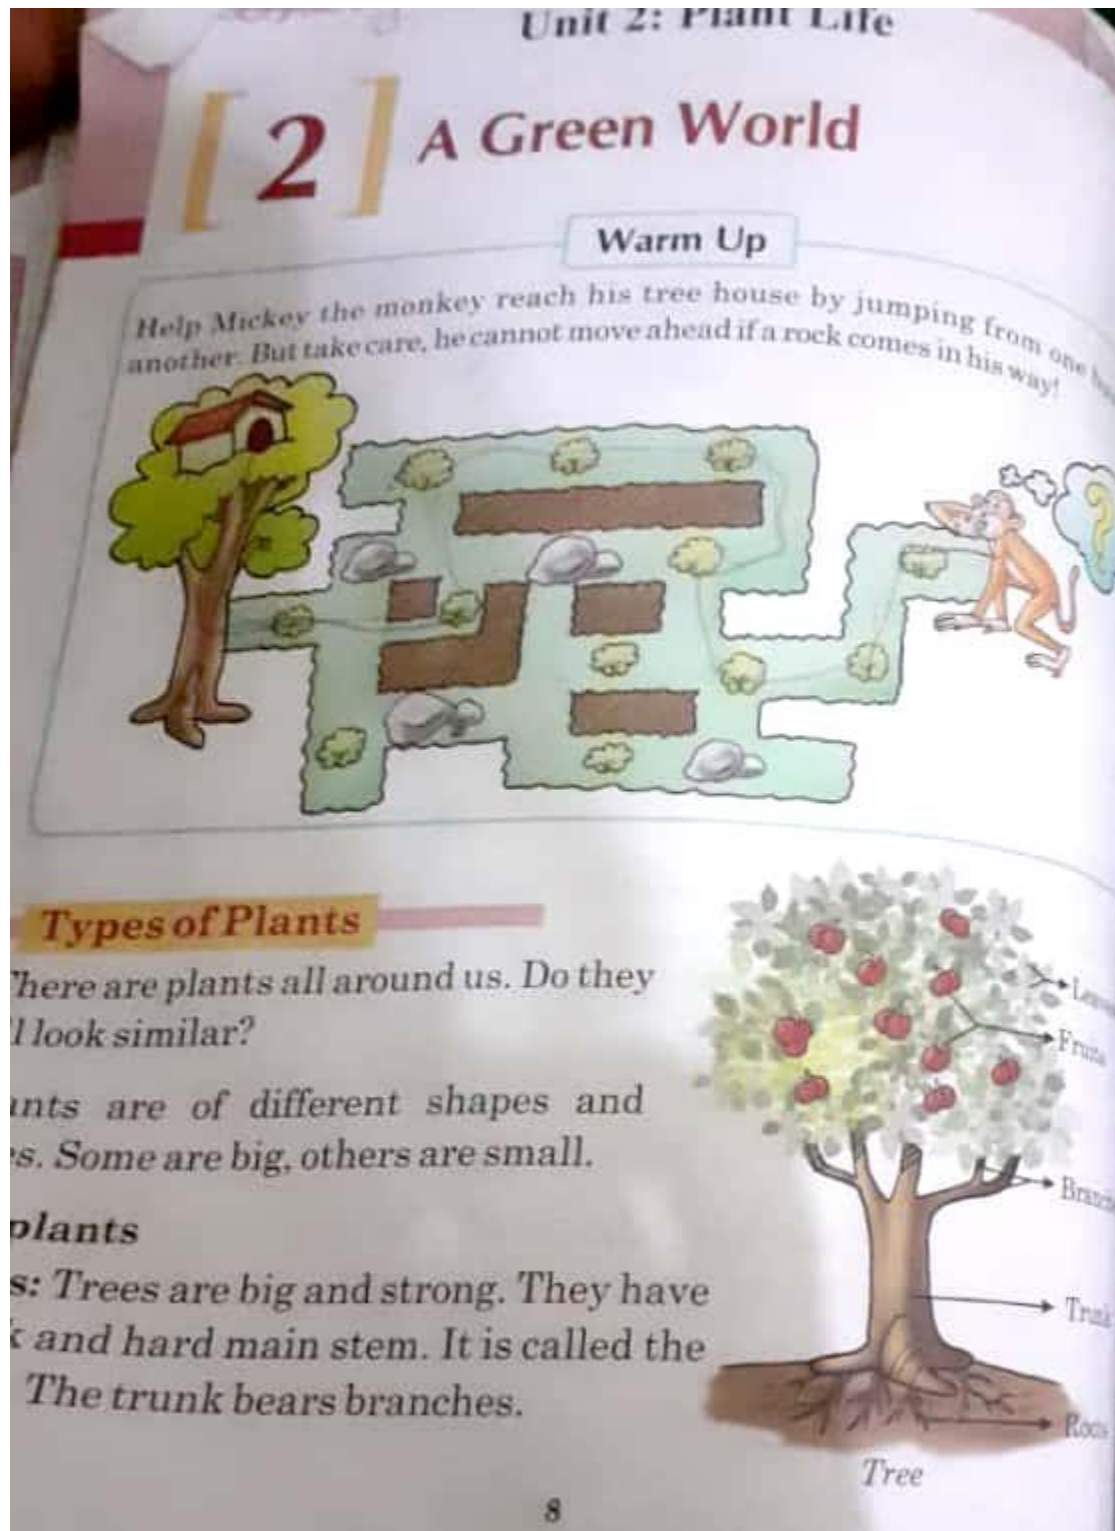 Unit 2: Plant Life
[ 2 ] A Green World
Warm Up
Help Mickey the monkey reach his tree house by jumping from one
another. But take care, he cannot move ahead if a rock comes in his way!
?
Types of Plants
here are plants all around us. Do they
l look similar?
nts are of different shapes and
s. Some are big, others are small.
plants
s: Trees are big and strong. They have
k and hard main stem. It is called the
The trunk bears branches.
Fruits
Trunk
Roots
Tree
8